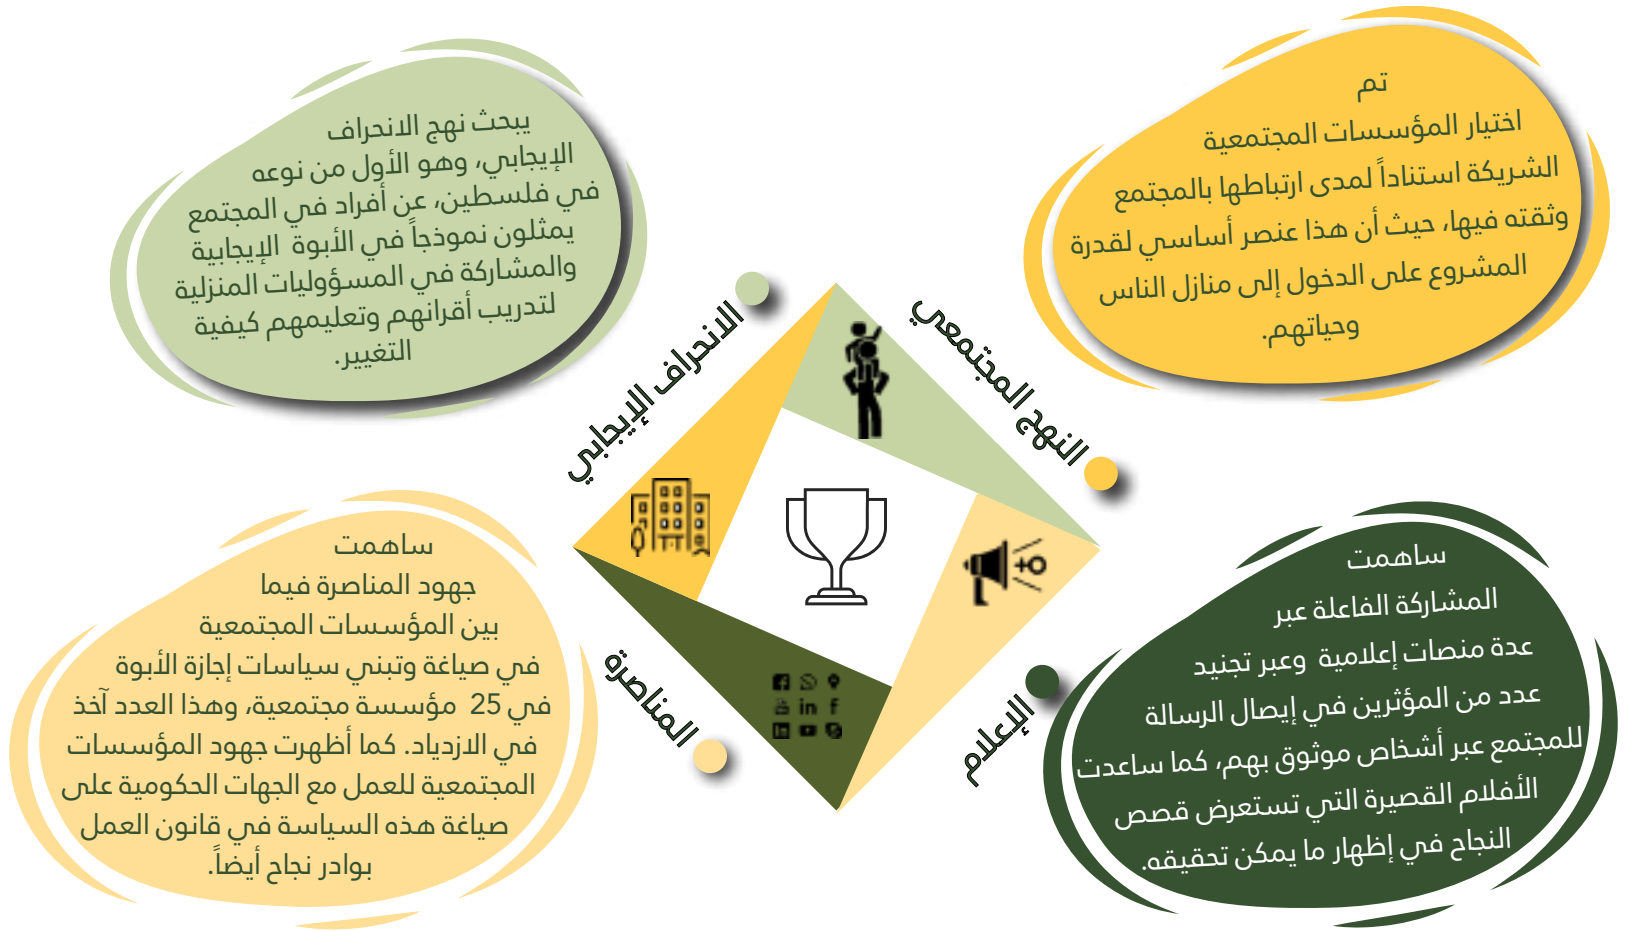 تم
اختيار المؤسسات المجتمعية
الشريكة استناداً لمدى ارتباطها بالمجتمع
وثقته فيها، حيث أن هذا عنصر أساسي لقدرة
المشروع على الدخول إلى منازل الناس
وحياتهم.
يبحث نهج الانحراف
الإيجابي، وهو الأول من نوعه
في فلسطين، عن أفراد في المجتمع
يمثلون نموذجاً في الأبوة الإيجابية
والمشاركة في المسؤوليات المنزلية
لتدريب أقرانهم وتعليمهم كيفية
التغيير.
النهج المجتمعي
الانحراف الإيجابي
الإعلام
المناصرة
ساهمت
المشاركة الفاعلة عبر
عدة منصات إعلامية وعبر تجنيد
عدد من المؤثرين في إيصال الرسالة
للمجتمع عبر أشخاص موثوق بهم، كما ساعدت
الأفلام القصيرة التي تستعرض قصص
النجاح في إظهار ما يمكن تحقيقه.
ساهمت
جهود المناصرة فيما
بين المؤسسات المجتمعية
في صياغة وتبني سياسات إجازة الأبوة
في 25 مؤسسة مجتمعية، وهذا العدد آخذ
في الازدياد. كما أظهرت جهود المؤسسات
المجتمعية للعمل مع الجهات الحكومية على
صياغة هذه السياسة في قانون العمل
بوادر نجاح أيضاً.